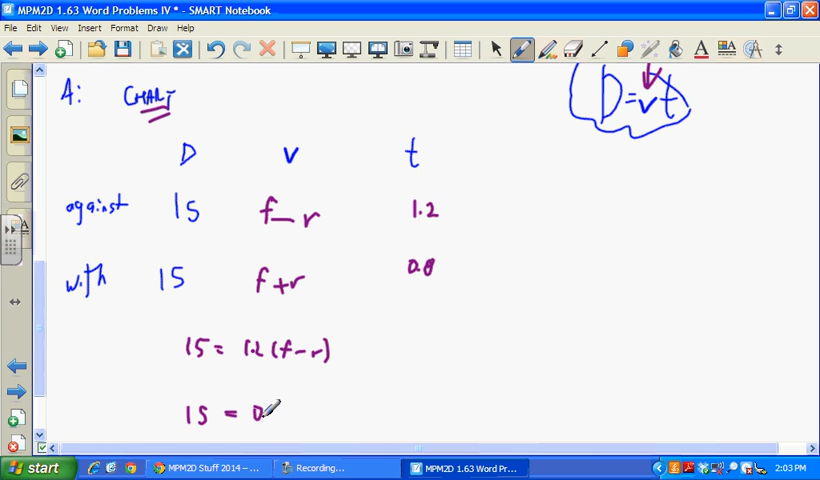 MPM2D 1.63 Word Problems IV * - SMART Notebook
File Edit View Insert Format Draw Help
A: CHART
D = vt
D v t
against 15 f - r 1.2
with 15 f + r 0.8
15 = 1.2 (f - r)
15 = 0.
start MPM2D Stuff 2014 - ... Recording... MPM2D 1.63 Word Pr... 2:03 PM